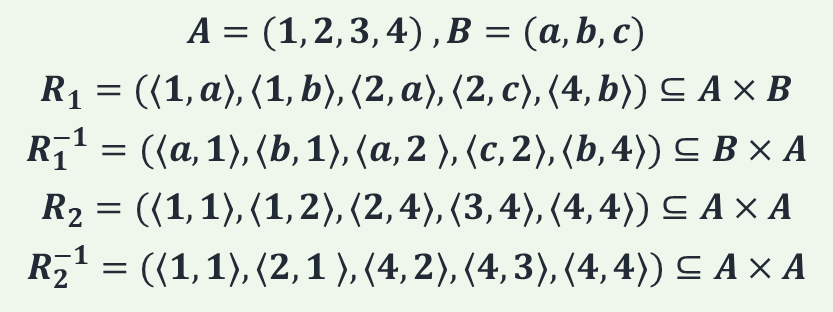 A = (1, 2, 3, 4) , B = (a, b, c)
R₁ = (⟨1, a⟩, ⟨1, b⟩, ⟨2, a⟩, ⟨2, c⟩, ⟨4, b⟩) ⊆ A × B
R₁⁻¹ = (⟨a, 1⟩, ⟨b, 1⟩, ⟨a, 2 ⟩, ⟨c, 2⟩, ⟨b, 4⟩) ⊆ B × A
R₂ = (⟨1, 1⟩, ⟨1, 2⟩, ⟨2, 4⟩, ⟨3, 4⟩, ⟨4, 4⟩) ⊆ A × A
R₂⁻¹ = (⟨1, 1⟩, ⟨2, 1 ⟩, ⟨4, 2⟩, ⟨4, 3⟩, ⟨4, 4⟩) ⊆ A × A